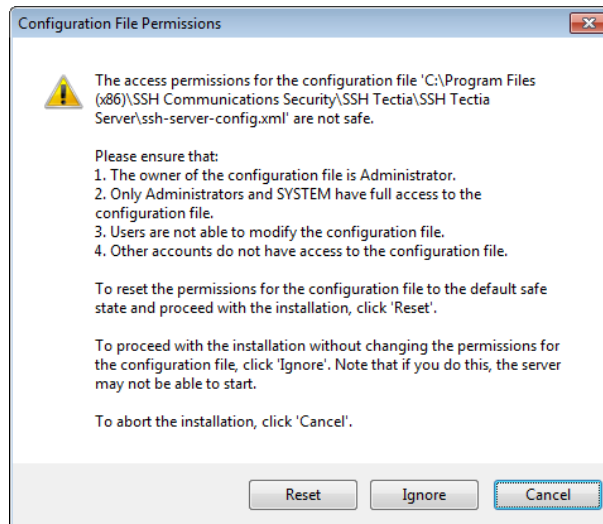 Configuration File Permissions
The access permissions for the configuration file 'C:\Program Files
(x86)\SSH Communications Security\SSH Tectia\SSH Tectia
Server\ssh-server-config.xml' are not safe.
Please ensure that:
1. The owner of the configuration file is Administrator.
2. Only Administrators and SYSTEM have full access to the
configuration file.
3. Users are not able to modify the configuration file.
4. Other accounts do not have access to the configuration file.
To reset the permissions for the configuration file to the default safe
state and proceed with the installation, click 'Reset'.
To proceed with the installation without changing the permissions for
the configuration file, click 'Ignore'. Note that if you do this, the server
may not be able to start.
To abort the installation, click 'Cancel'.
Reset Ignore Cancel